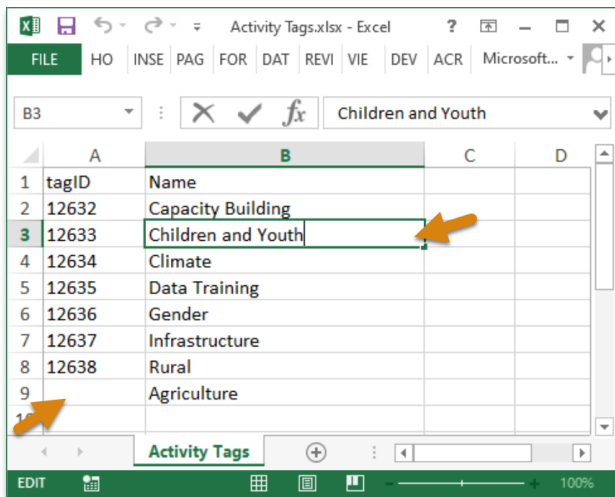 Activity Tags.xlsx - Excel ?
FILE HO INSE PAG FOR DAT REVI VIE DEV ACR Microsoft...
B3 fx Children and Youth
A B C D
1 tagID Name
2 12632 Capacity Building
3 12633 Children and Youth
4 12634 Climate
5 12635 Data Training
6 12636 Gender
7 12637 Infrastructure
8 12638 Rural
9 Agriculture
Activity Tags
EDIT 100%